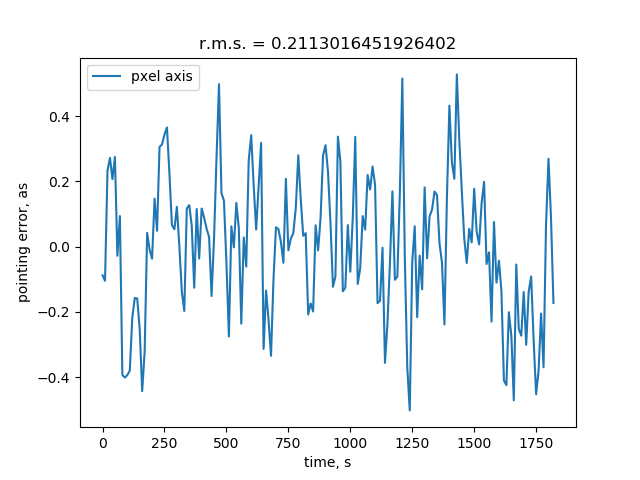 r.m.s. = 0.2113016451926402
pxel axis
0.4
0.2
0.0
−0.2
−0.4
pointing error, as
0 250 500 750 1000 1250 1500 1750
time, s